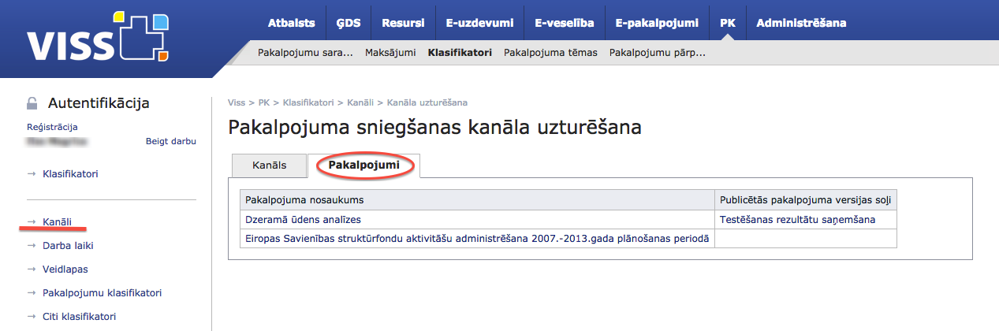 VISS
Atbalsts ĢDS Resursi E-uzdevumi E-veselība E-pakalpojumi PK Administrēšana
Pakalpojumu sara... Maksājumi Klasifikatori Pakalpojuma tēmas Pakalpojumu pārp...
Autentifikācija
Reģistrācija
Beigt darbu
→ Klasifikatori
→ Kanāli
→ Darba laiki
→ Veidlapas
→ Pakalpojumu klasifikatori
→ Citi klasifikatori
Viss > PK > Klasifikatori > Kanāli > Kanāla uzturēšana
Pakalpojuma sniegšanas kanāla uzturēšana
Kanāls Pakalpojumi
Pakalpojuma nosaukums Publicētās pakalpojuma versijas soļi
Dzeramā ūdens analīzes Testēšanas rezultātu saņemšana
Eiropas Savienības struktūrfondu aktivitāšu administrēšana 2007.-2013.gada plānošanas periodā